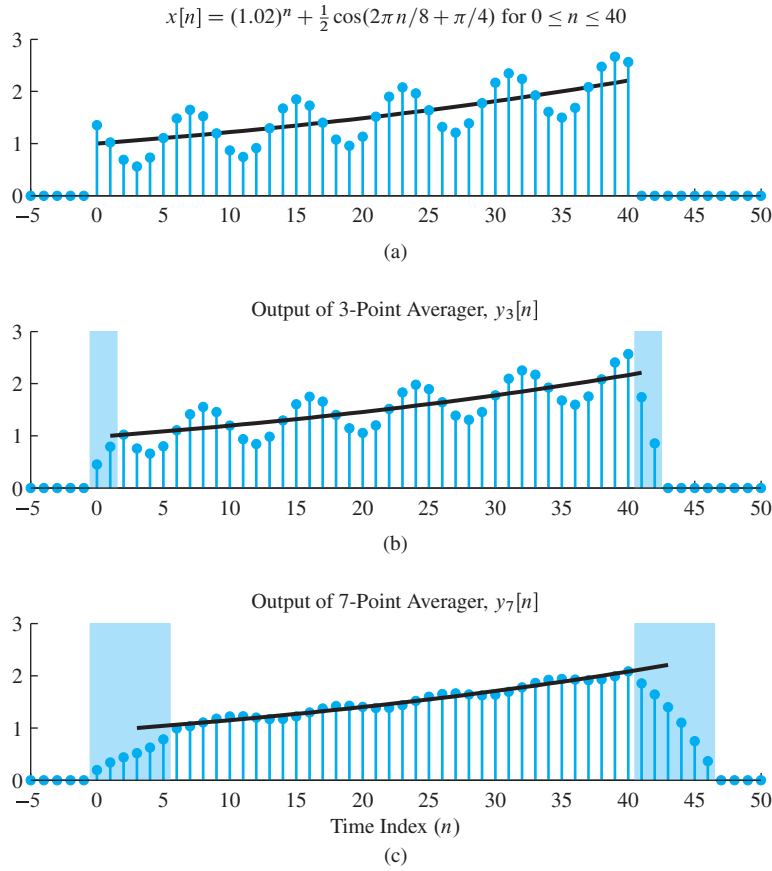 x[n] = (1.02)^n + 1/2 cos(2πn/8 + π/4) for 0 ≤ n ≤ 40
3
2
1
0
−5 0 5 10 15 20 25 30 35 40 45 50
(a)
Output of 3-Point Averager, y_3[n]
3
2
1
0
−5 0 5 10 15 20 25 30 35 40 45 50
(b)
Output of 7-Point Averager, y_7[n]
3
2
1
0
−5 0 5 10 15 20 25 30 35 40 45 50
Time Index (n)
(c)